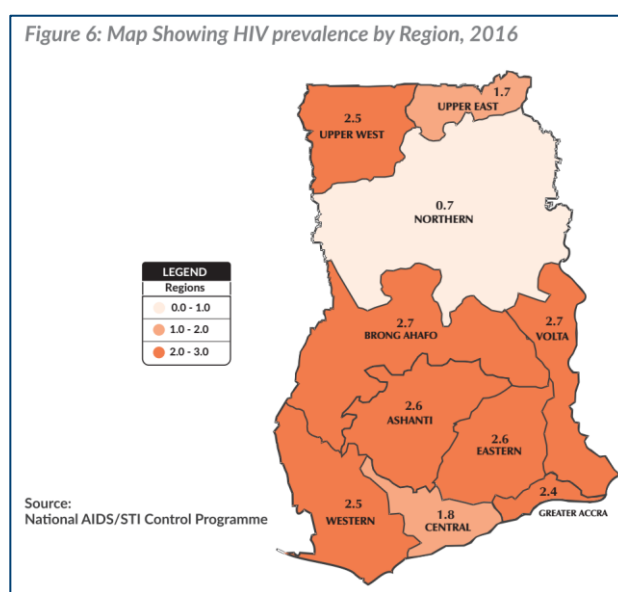 Figure 6: Map Showing HIV prevalence by Region, 2016
1.7
UPPER EAST
2.5
UPPER WEST
0.7
NORTHERN
LEGEND
Regions
0.0 - 1.0
1.0 - 2.0
2.0 - 3.0
2.7
BRONG AHAFO
2.7
VOLTA
2.6
ASHANTI
2.6
EASTERN
2.5
WESTERN
1.8
CENTRAL
2.4
GREATER ACCRA
Source:
National AIDS/STI Control Programme